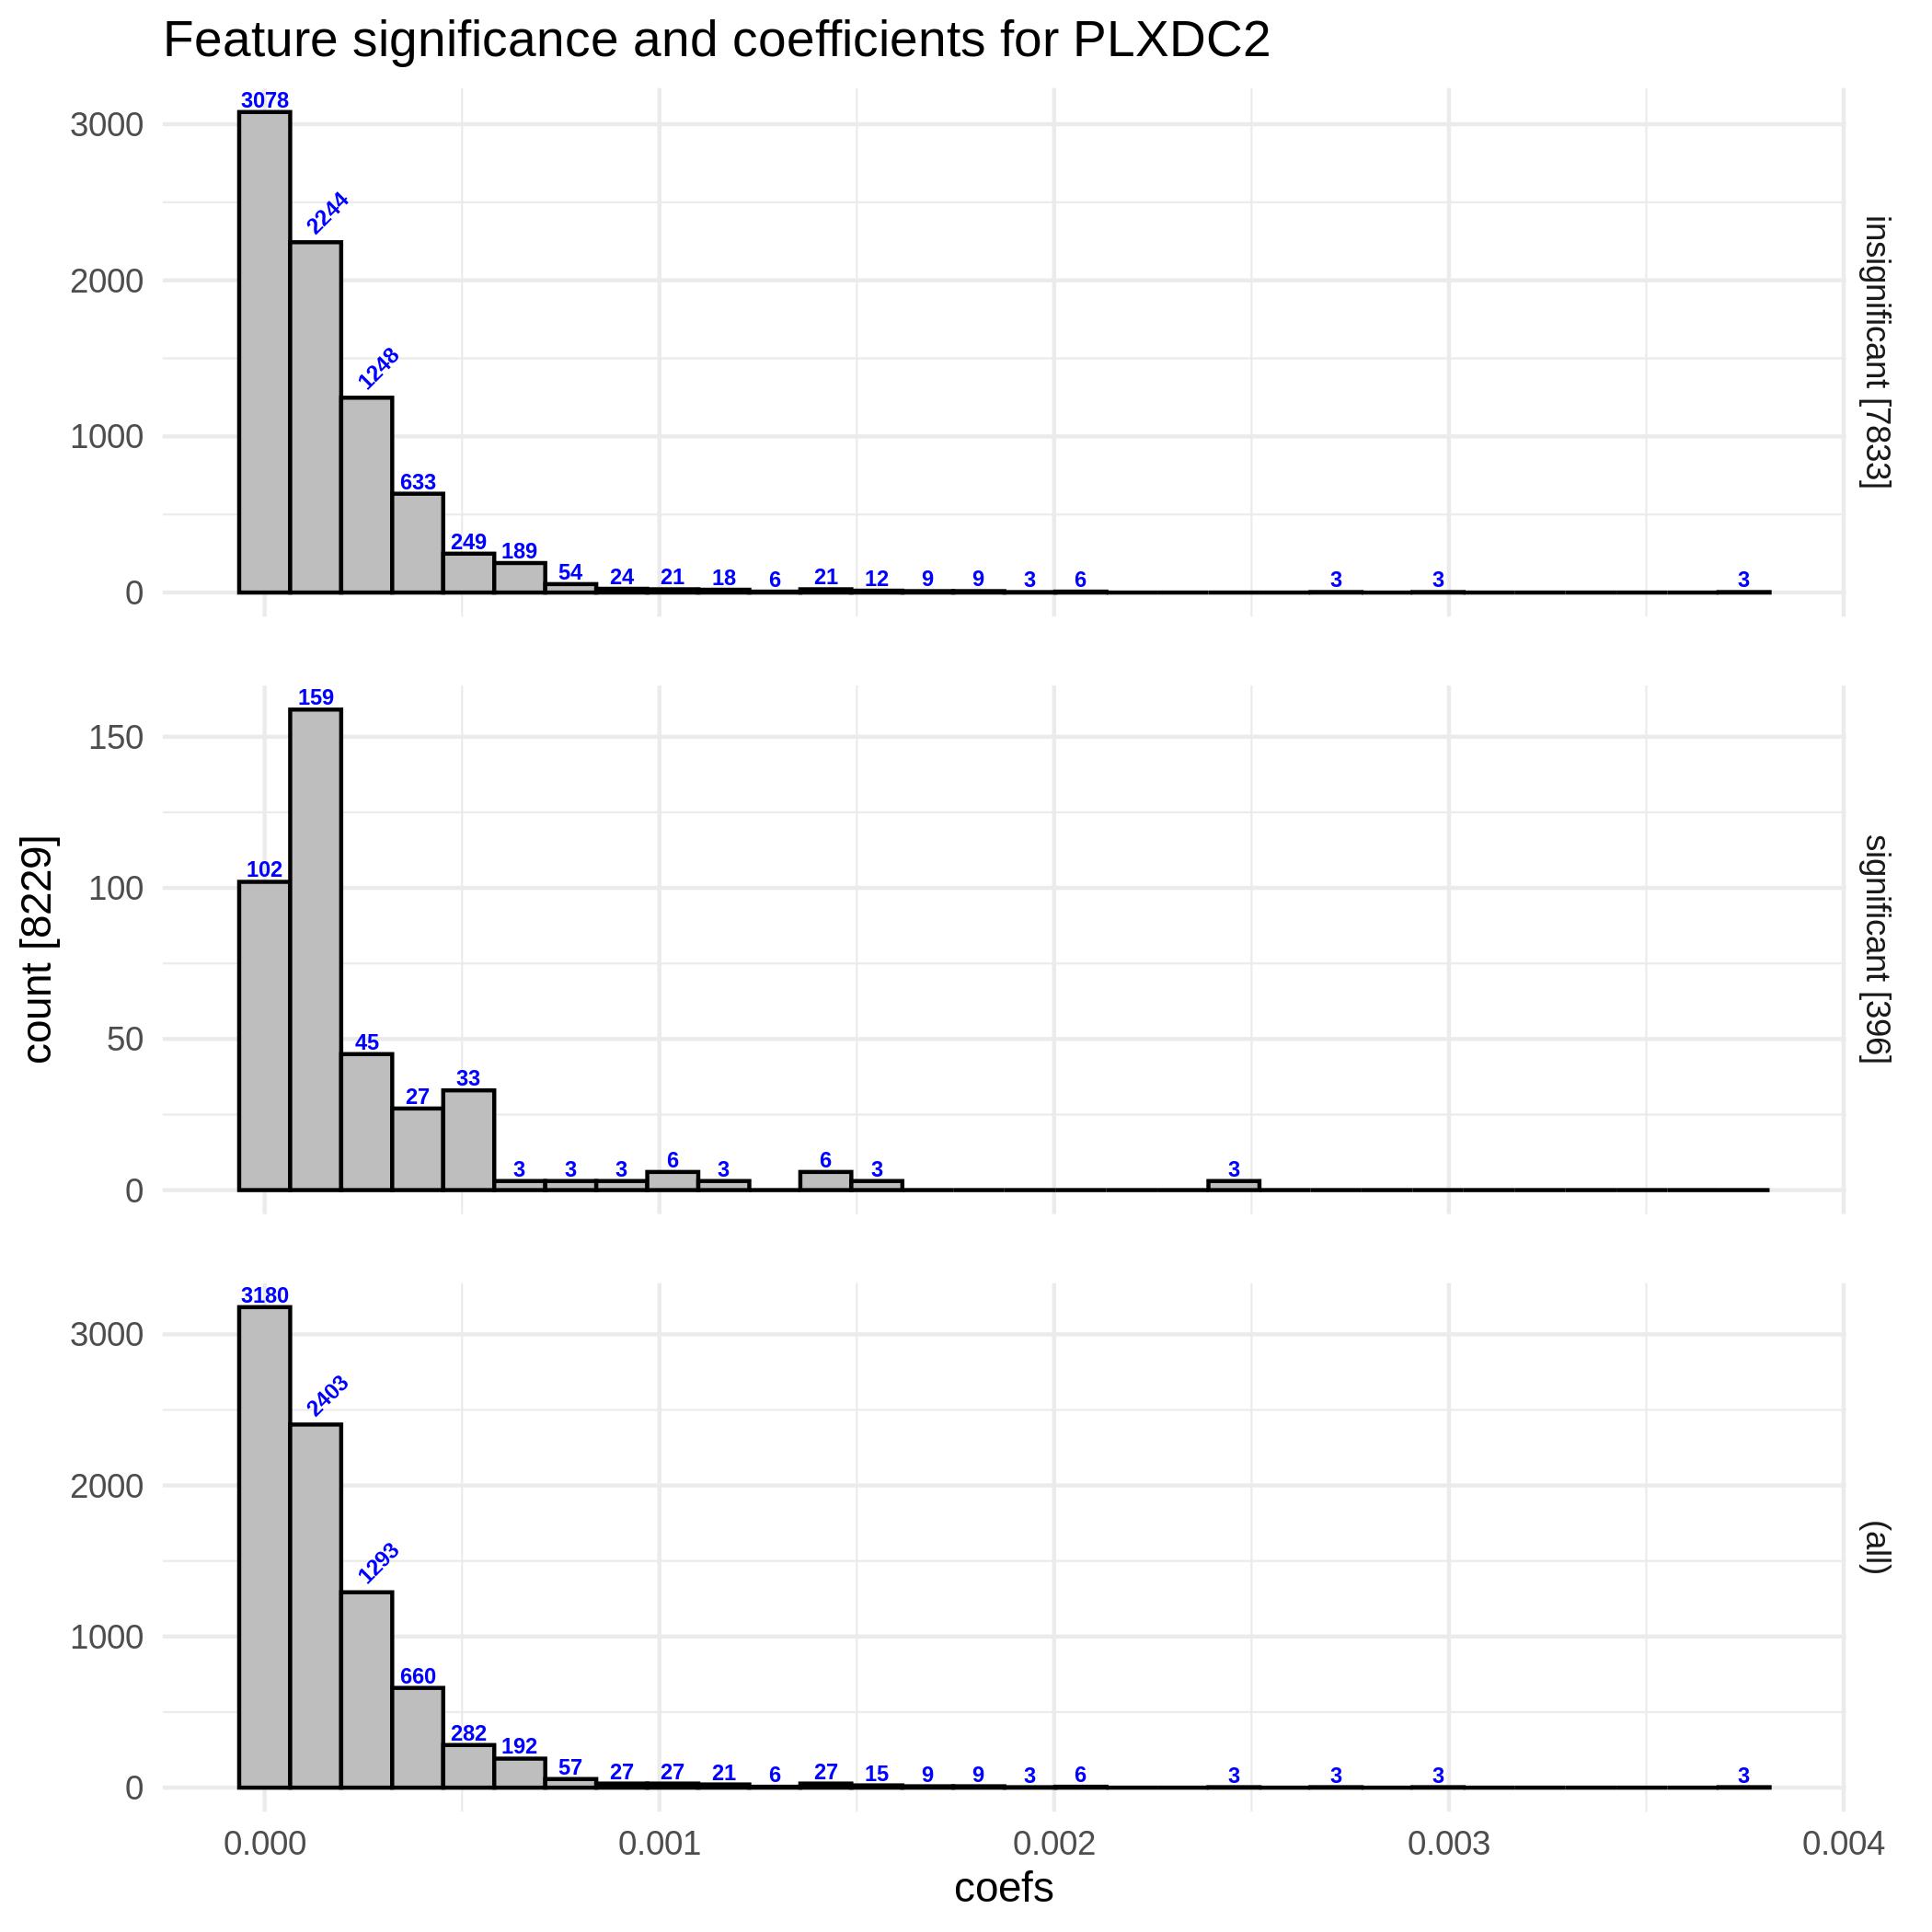 Feature significance and coefficients for PLXDC2
3078
3000
2244
2000
1248
1000
633
249 189 54 24 21 18 6 21 12 9 9 3 6 3 3 3
0
insignificant [7833]
159
150
102
100
45
50
27 33
3 3 3 6 3 6 3 3
0
significant [396]
count [8229]
3180
3000
2403
2000
1293
1000
660
282 192 57 27 27 21 6 27 15 9 9 3 6 3 3 3 3
0
(all)
0.000 0.001 0.002 0.003 0.004
coefs